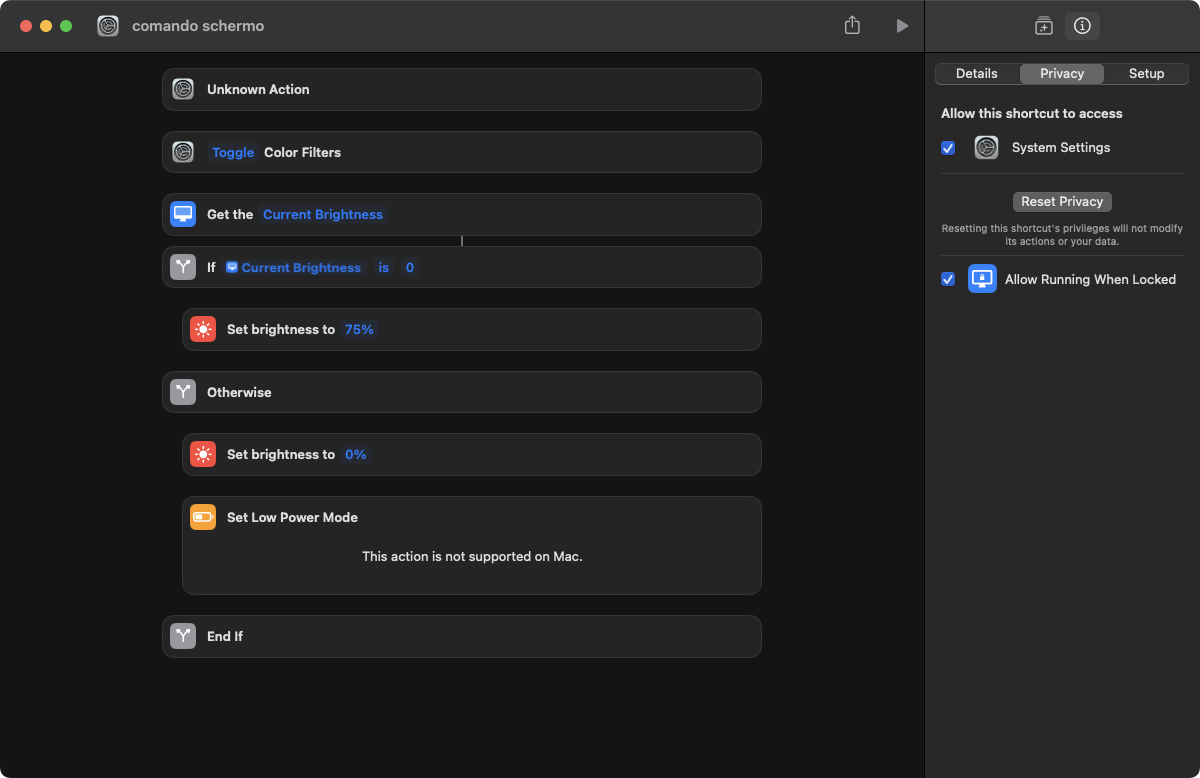 comando schermo
Unknown Action
Toggle Color Filters
Get the Current Brightness
If Current Brightness is 0
Set brightness to 75%
Otherwise
Set brightness to 0%
Set Low Power Mode
This action is not supported on Mac.
End If
Details Privacy Setup
Allow this shortcut to access
System Settings
Reset Privacy
Resetting this shortcut's privileges will not modify
its actions or your data.
Allow Running When Locked